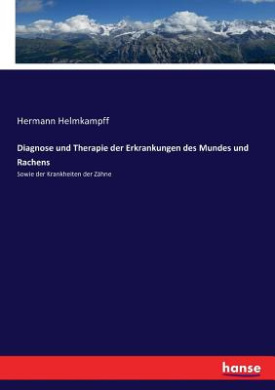 Hermann Helmkampff
Diagnose und Therapie der Erkrankungen des Mundes und
Rachens
Sowie der Krankheiten der Zähne
hanse